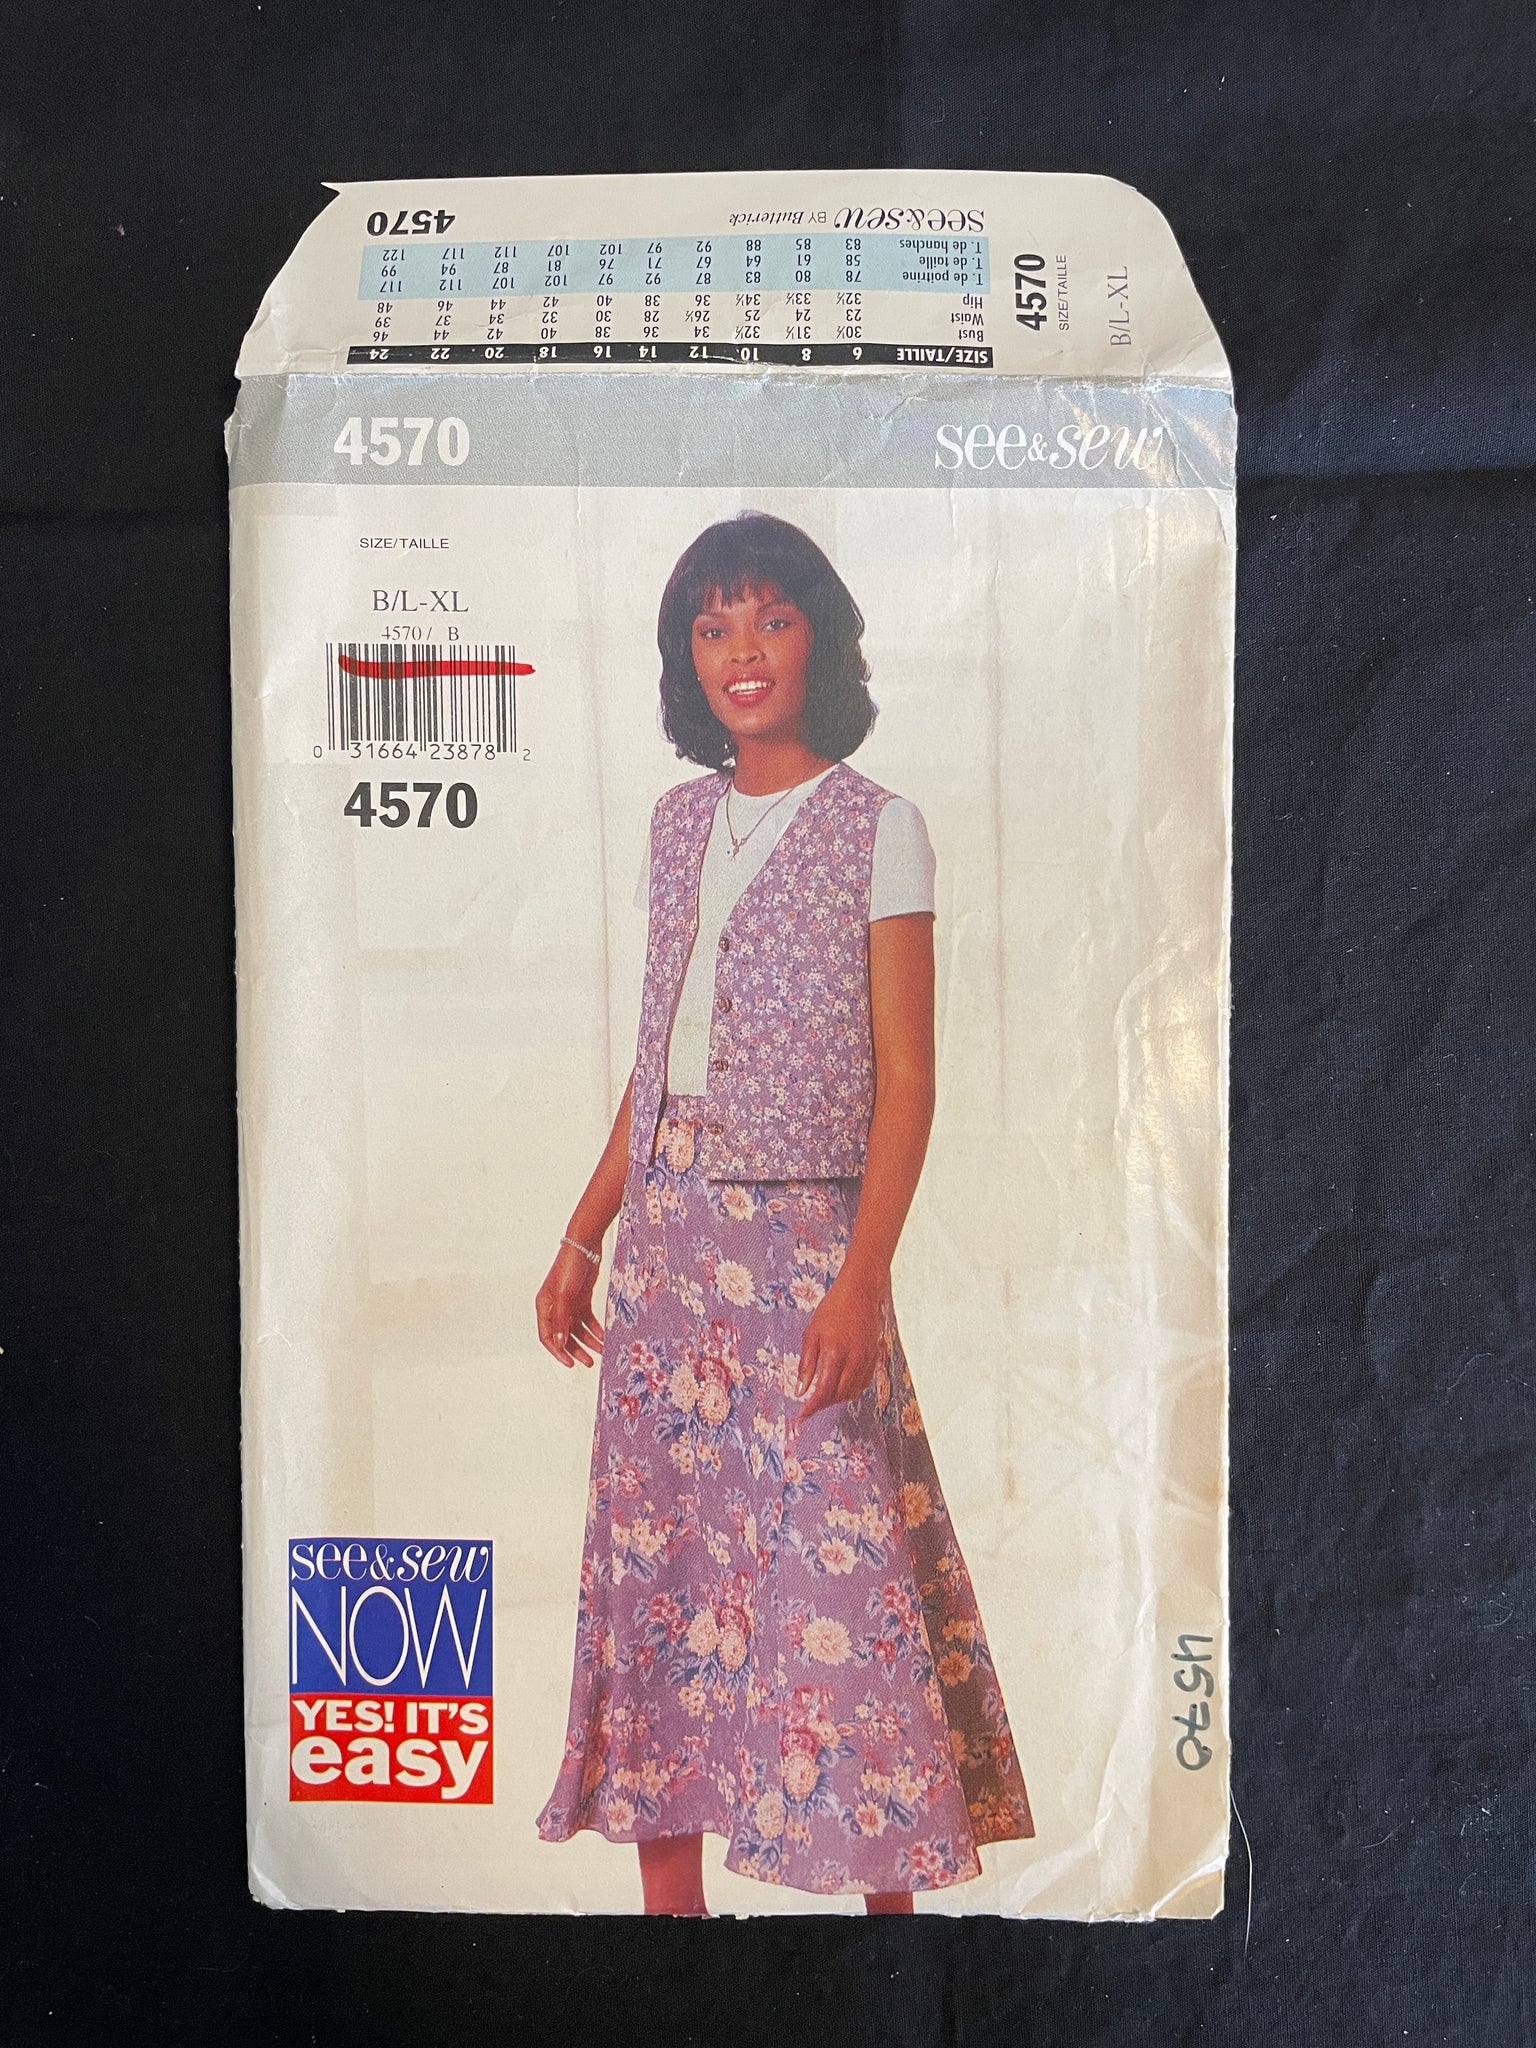 see&sew BY Butterick 4570
T. de hanches 83 85 88 92 97 102 107 112 117 122
T. de taille 58 61 64 67 71 76 81 87 94 99
T. de poitrine 78 80 83 87 92 97 102 107 112 117
Hip 32½ 33½ 34½ 36 38 40 42 44 46 48
Waist 23 24 25 26½ 28 30 32 34 37 39
Bust 30½ 31½ 32½ 34 36 38 40 42 44 46
SIZE/TAILLE 6 8 10 12 14 16 18 20 22 24
4570
SIZE/TAILLE
B/L-XL
4570
see&sew
SIZE/TAILLE
B/L-XL
4570/ B
0 31664 23878 2
4570
see&sew
NOW
YES! IT'S
easy
4570